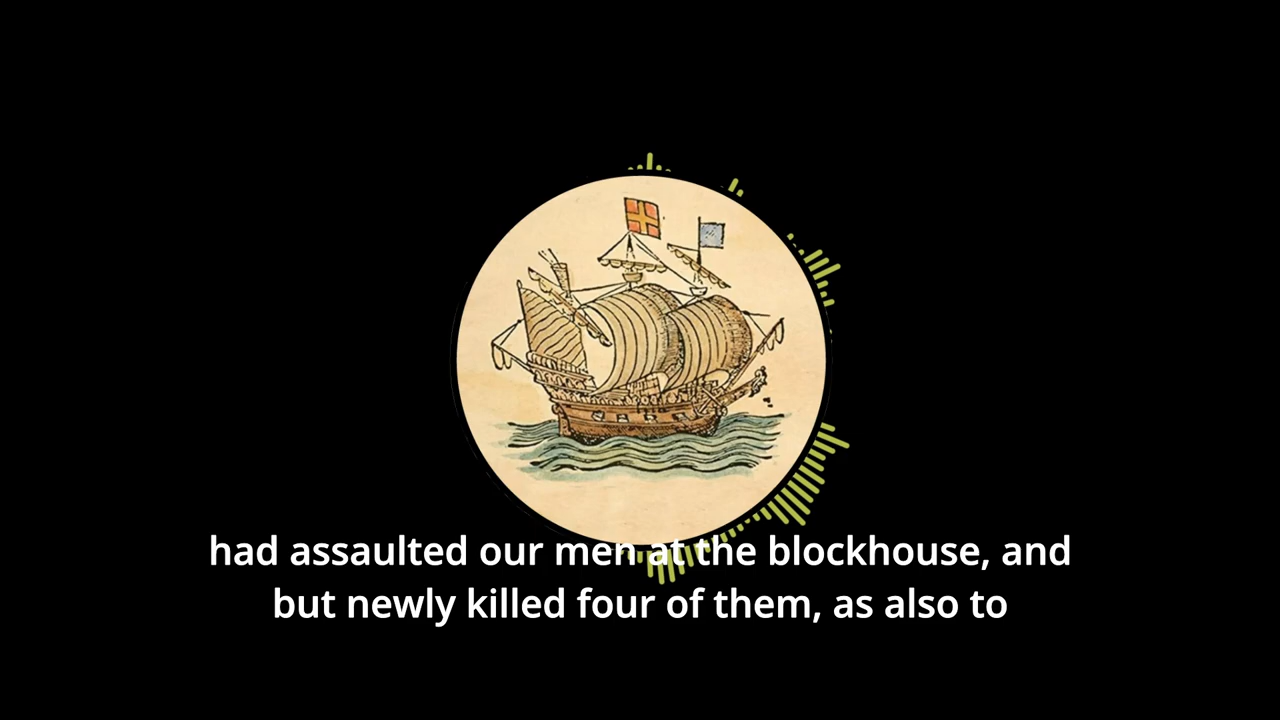 had assaulted our men at the blockhouse, and
but newly killed four of them, as also to